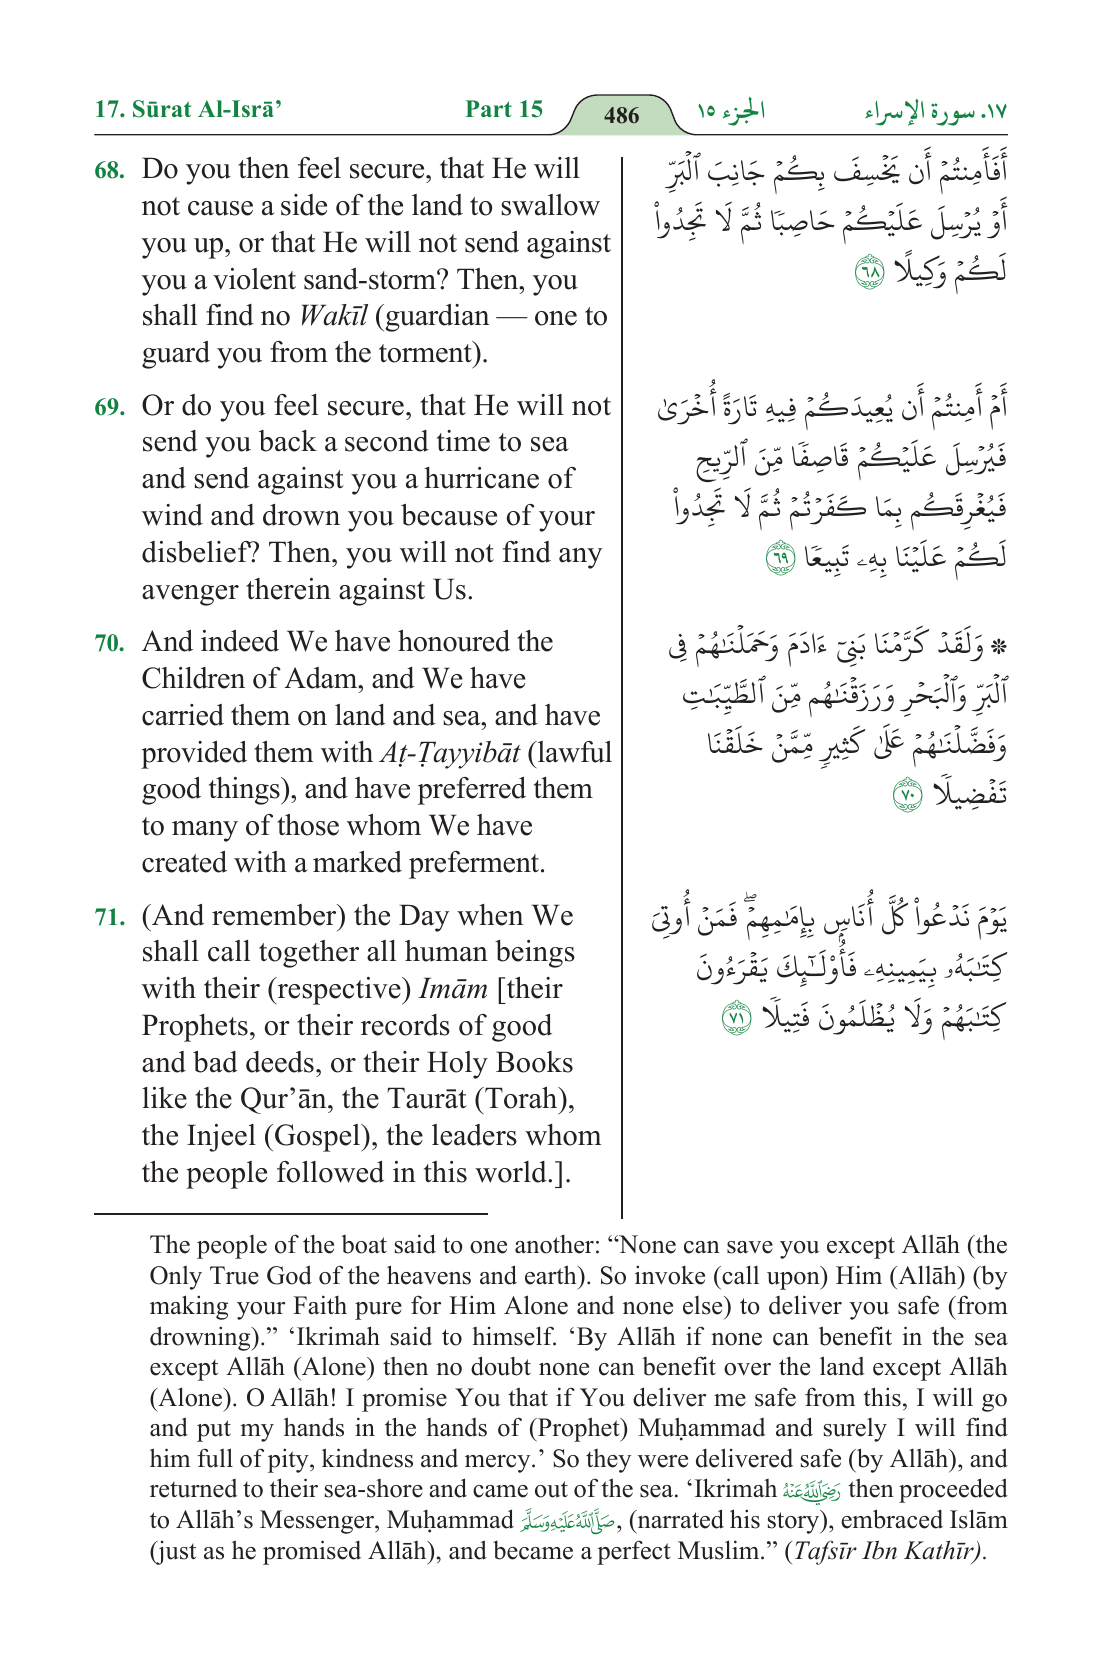 17. Sūrat Al-Isrā’ Part 15 486 الجزء ١٥ ١٧. سورة الإسراء
68. Do you then feel secure, that He will
not cause a side of the land to swallow
you up, or that He will not send against
you a violent sand-storm? Then, you
shall find no Wakīl (guardian — one to
guard you from the torment).
أَفَأَمِنتُمْ أَن يَخْسِفَ بِكُمْ جَانِبَ ٱلْبَرِّ
أَوْ يُرْسِلَ عَلَيْكُمْ حَاصِبًا ثُمَّ لَا تَجِدُوا۟
لَكُمْ وَكِيلًا ٦٨
69. Or do you feel secure, that He will not
send you back a second time to sea
and send against you a hurricane of
wind and drown you because of your
disbelief? Then, you will not find any
avenger therein against Us.
أَمْ أَمِنتُمْ أَن يُعِيدَكُمْ فِيهِ تَارَةً أُخْرَىٰ
فَيُرْسِلَ عَلَيْكُمْ قَاصِفًا مِّنَ ٱلرِّيحِ
فَيُغْرِقَكُم بِمَا كَفَرْتُمْ ثُمَّ لَا تَجِدُوا۟
لَكُمْ عَلَيْنَا بِهِۦ تَبِيعًا ٦٩
70. And indeed We have honoured the
Children of Adam, and We have
carried them on land and sea, and have
provided them with Aṭ-Ṭayyibāt (lawful
good things), and have preferred them
to many of those whom We have
created with a marked preferment.
* وَلَقَدْ كَرَّمْنَا بَنِىٓ ءَادَمَ وَحَمَلْنَـٰهُمْ فِى
ٱلْبَرِّ وَٱلْبَحْرِ وَرَزَقْنَـٰهُم مِّنَ ٱلطَّيِّبَـٰتِ
وَفَضَّلْنَـٰهُمْ عَلَىٰ كَثِيرٍ مِّمَّنْ خَلَقْنَا
تَفْضِيلًا ٧٠
71. (And remember) the Day when We
shall call together all human beings
with their (respective) Imām [their
Prophets, or their records of good
and bad deeds, or their Holy Books
like the Qur’ān, the Taurāt (Torah),
the Injeel (Gospel), the leaders whom
the people followed in this world.].
يَوْمَ نَدْعُوا۟ كُلَّ أُنَاسٍۭ بِإِمَـٰمِهِمْ ۖ فَمَنْ أُوتِىَ
كِتَـٰبَهُۥ بِيَمِينِهِۦ فَأُو۟لَـٰٓئِكَ يَقْرَءُونَ
كِتَـٰبَهُمْ وَلَا يُظْلَمُونَ فَتِيلًا ٧١
The people of the boat said to one another: “None can save you except Allāh (the
Only True God of the heavens and earth). So invoke (call upon) Him (Allāh) (by
making your Faith pure for Him Alone and none else) to deliver you safe (from
drowning).” ‘Ikrimah said to himself. ‘By Allāh if none can benefit in the sea
except Allāh (Alone) then no doubt none can benefit over the land except Allāh
(Alone). O Allāh! I promise You that if You deliver me safe from this, I will go
and put my hands in the hands of (Prophet) Muḥammad and surely I will find
him full of pity, kindness and mercy.’ So they were delivered safe (by Allāh), and
returned to their sea-shore and came out of the sea. ‘Ikrimah رَضِيَ اللَّهُ عَنْهُ then proceeded
to Allāh’s Messenger, Muḥammad صَلَّى اللَّهُ عَلَيْهِ وَسَلَّمَ, (narrated his story), embraced Islām
(just as he promised Allāh), and became a perfect Muslim.” (Tafsīr Ibn Kathīr).